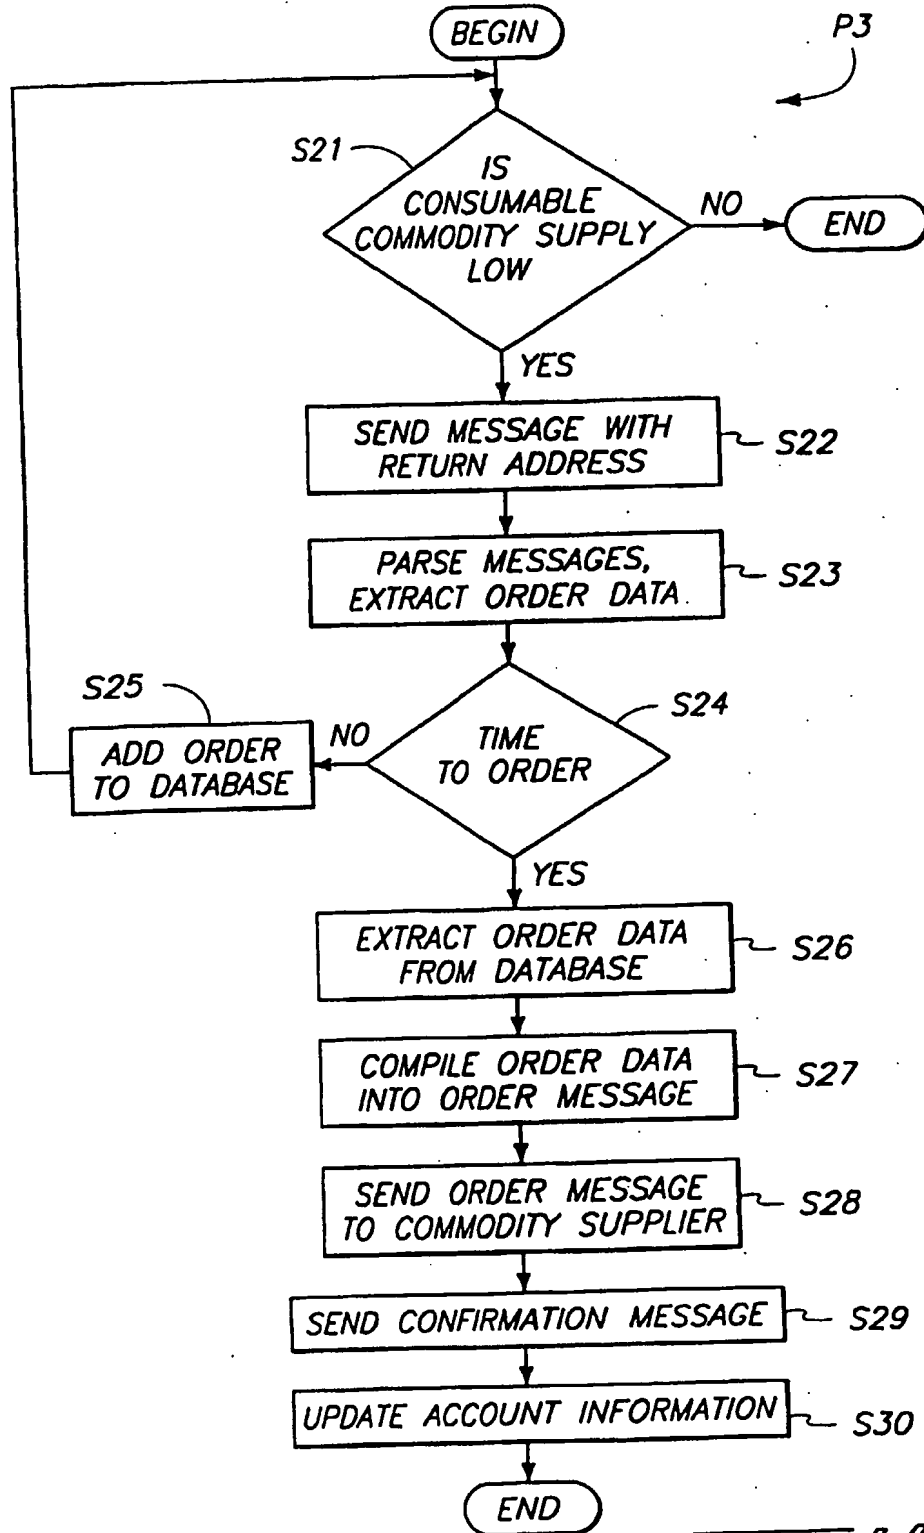 BEGIN
P3
S21
IS
CONSUMABLE
COMMODITY SUPPLY
LOW
NO
END
YES
SEND MESSAGE WITH
RETURN ADDRESS
S22
PARSE MESSAGES,
EXTRACT ORDER DATA
S23
S25
S24
ADD ORDER
TO DATABASE
NO
TIME
TO ORDER
YES
EXTRACT ORDER DATA
FROM DATABASE
S26
COMPILE ORDER DATA
INTO ORDER MESSAGE
S27
SEND ORDER MESSAGE
TO COMMODITY SUPPLIER
S28
SEND CONFIRMATION MESSAGE
S29
UPDATE ACCOUNT INFORMATION
S30
END